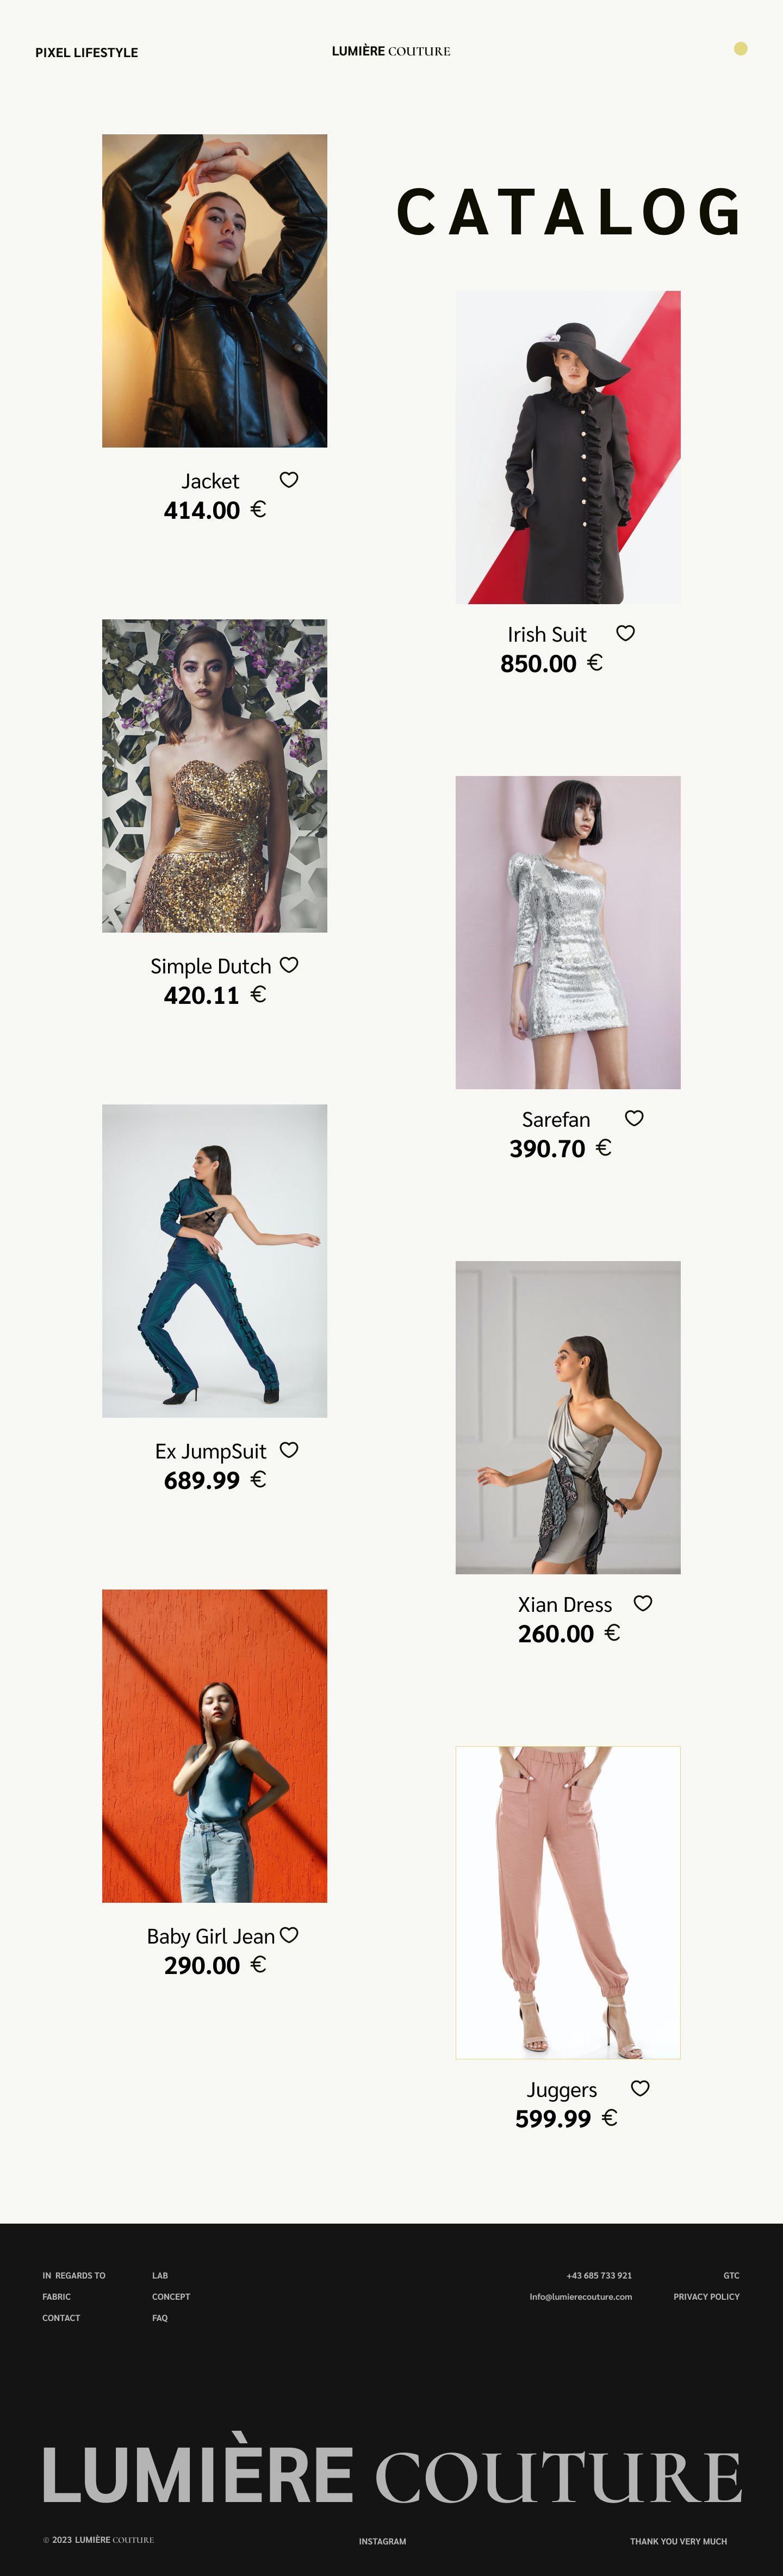 PIXEL LIFESTYLE
LUMIÈRE COUTURE
CATALOG
Jacket
414.00 €
Irish Suit
850.00 €
Simple Dutch
420.11 €
Sarefan
390.70 €
Ex JumpSuit
689.99 €
Xian Dress
260.00 €
Baby Girl Jean
290.00 €
Juggers
599.99 €
IN REGARDS TO
FABRIC
CONTACT
LAB
CONCEPT
FAQ
+43 685 733 921
Info@lumierecouture.com
GTC
PRIVACY POLICY
LUMIÈRE COUTURE
© 2023 LUMIÈRE COUTURE
INSTAGRAM
THANK YOU VERY MUCH